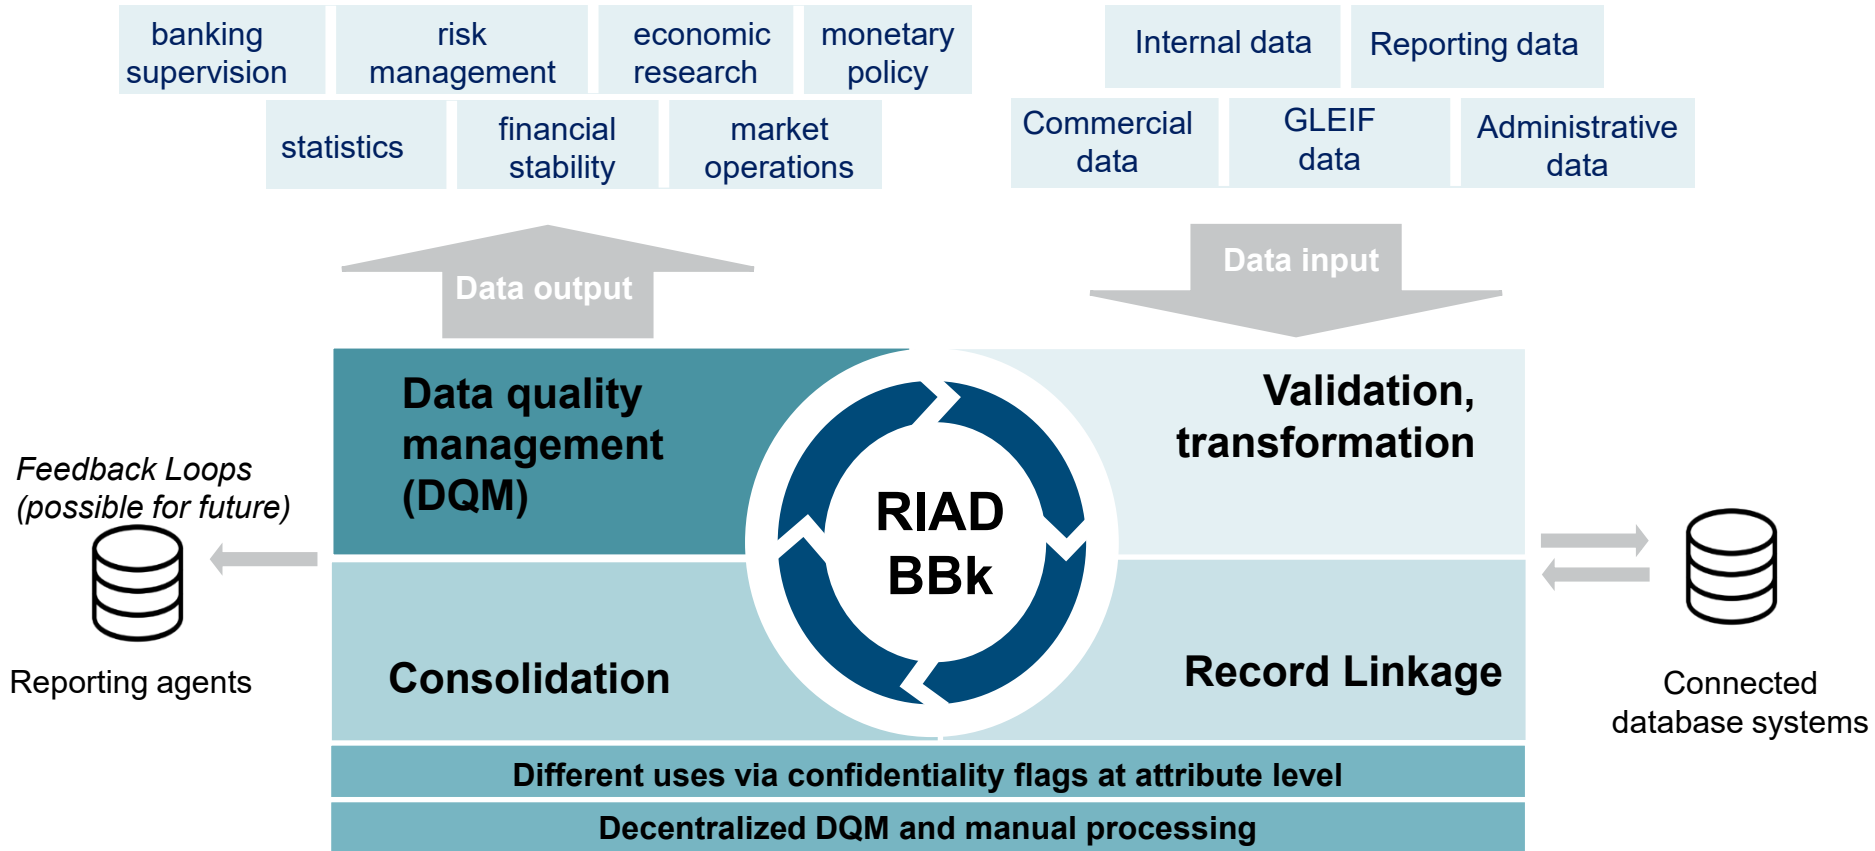 banking
supervision
risk
management
economic
research
monetary
policy
statistics
financial
stability
market
operations
Internal data
Reporting data
Commercial
data
GLEIF
data
Administrative
data
Data output
Data input
Data quality
management
(DQM)
Validation,
transformation
RIAD
BBk
Consolidation
Record Linkage
Feedback Loops
(possible for future)
Reporting agents
Connected
database systems
Different uses via confidentiality flags at attribute level
Decentralized DQM and manual processing